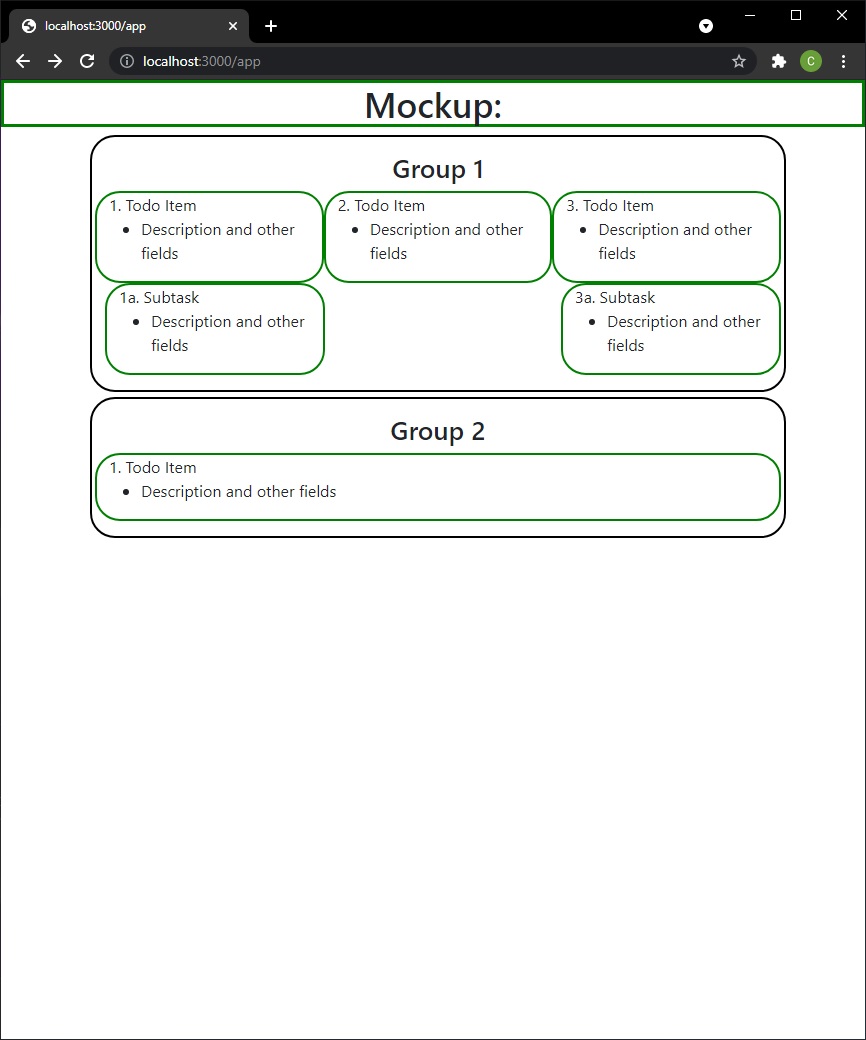 localhost:3000/app
localhost:3000/app
C
Mockup:
Group 1
1. Todo Item
Description and other
fields
2. Todo Item
Description and other
fields
3. Todo Item
Description and other
fields
1a. Subtask
Description and other
fields
3a. Subtask
Description and other
fields
Group 2
1. Todo Item
Description and other fields